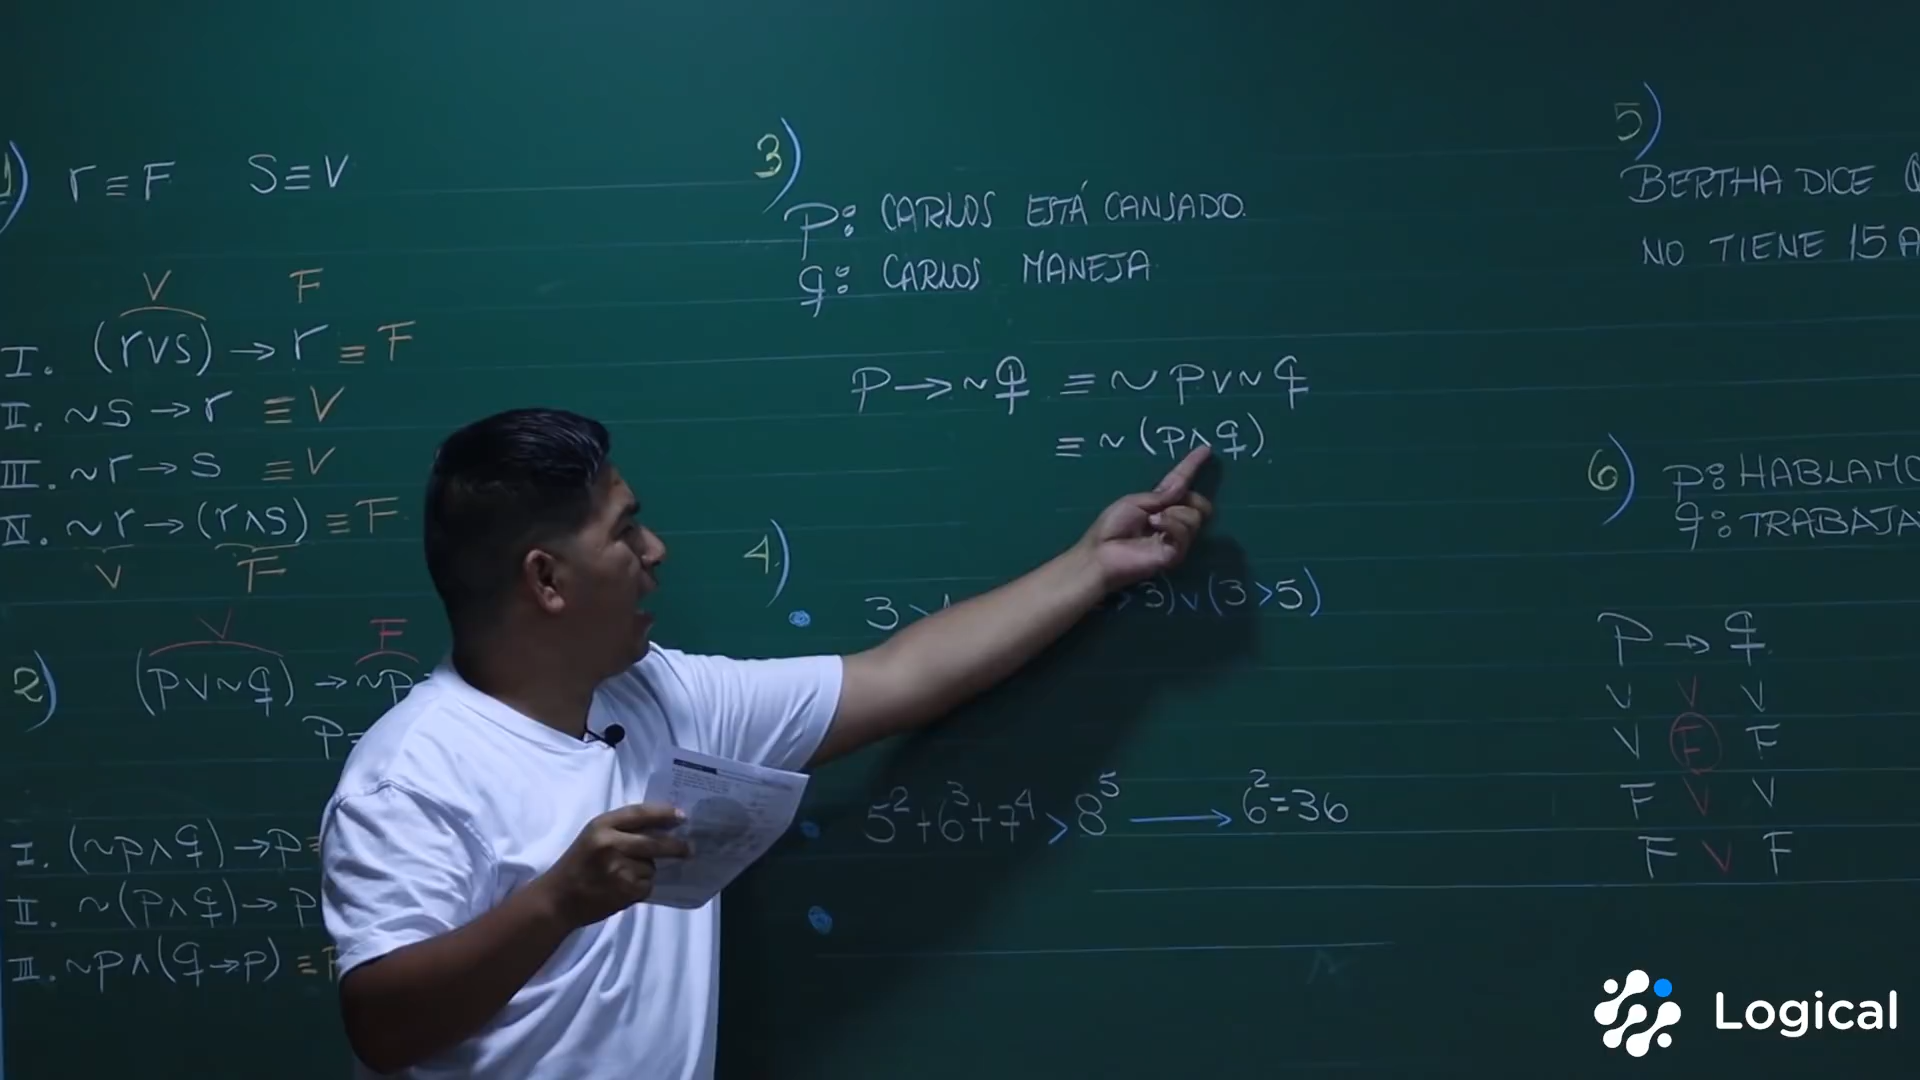 1) r≡F S≡V
V F
I. (r∨s) → r ≡ F
II. ~s → r ≡ V
III. ~r → s ≡ V
IV. ~r → (r∧s) ≡ F
V F
2)
V F
(p∨~q) → ~p
P=
I. (~p∧q) → p ≡
II. ~(p∧q) → p
III. ~p∧(q→p) ≡
3)
p: CARLOS ESTÁ CANSADO.
q: CARLOS MANEJA
p → ~q ≡ ~p∨~q
≡ ~(p∧q).
4)
3> >3)∨(3>5)
5²+6³+7⁴ > 8⁵ → 6²=36
5)
BERTHA DICE
NO TIENE 15 A
6) p: HABLAMO
q: TRABAJA
p → q
V V V
V F F
F V V
F V F
Logical